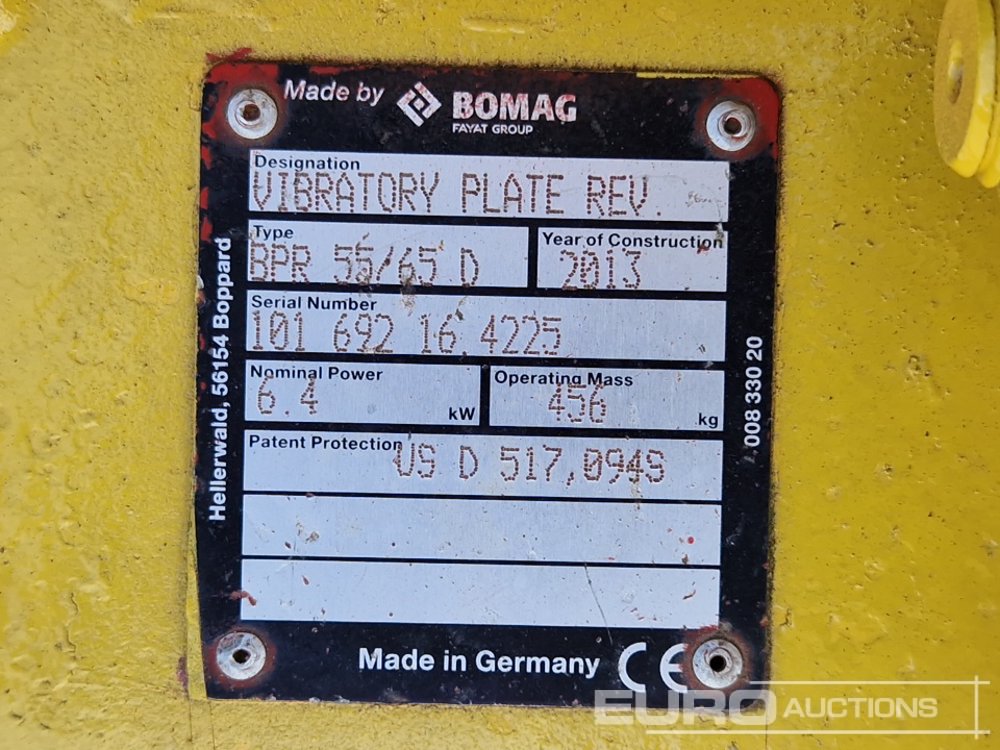 Made by BOMAG
FAYAT GROUP
Designation
VIBRATORY PLATE REV.
Type
BPR 55/65 D
Year of Construction
2013
Serial Number
101 692 16 4225
Nominal Power
6.4 kW
Operating Mass
456 kg
Patent Protection
US D 517,094S
Made in Germany CE
Hellerwald, 56154 Boppard
008 330 20
EURO AUCTIONS